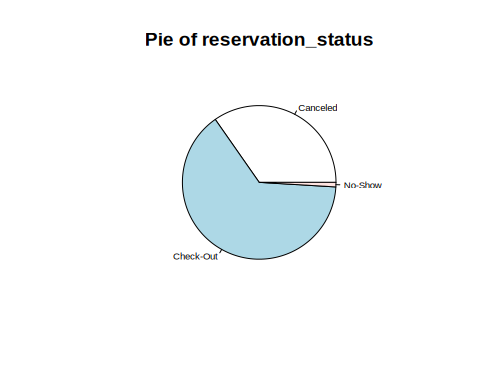 Pie of reservation_status
Canceled
No-Show
Check-Out